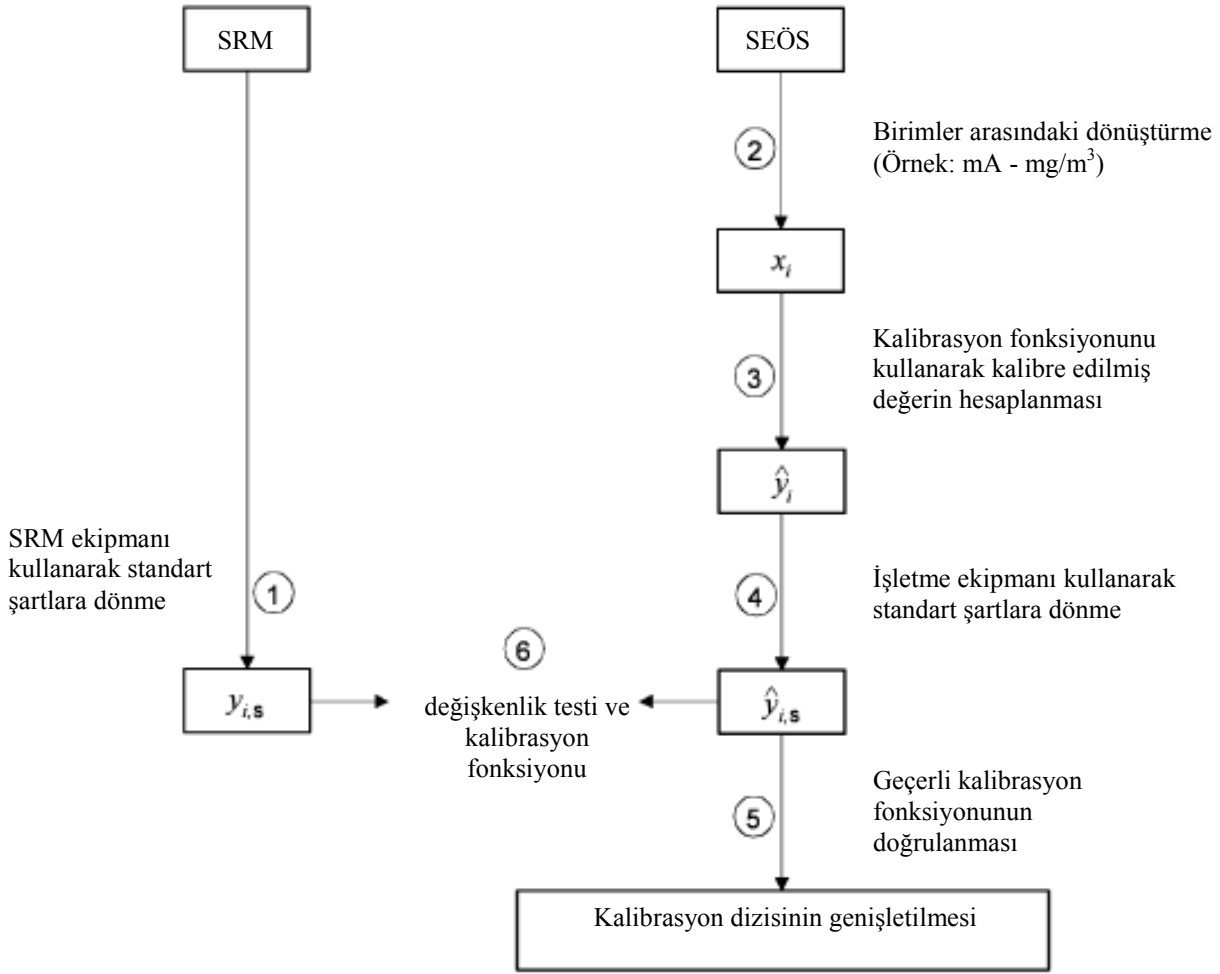 SRM
SEÖS
2
Birimler arasındaki dönüştürme
(Örnek: mA - mg/m³)
xᵢ
3
Kalibrasyon fonksiyonunu
kullanarak kalibre edilmiş
değerin hesaplanması
ŷᵢ
SRM ekipmanı
kullanarak standart
şartlara dönme
1
4
İşletme ekipmanı kullanarak
standart şartlara dönme
6
yᵢ,s
değişkenlik testi ve
kalibrasyon
fonksiyonu
ŷᵢ,s
5
Geçerli kalibrasyon
fonksiyonunun
doğrulanması
Kalibrasyon dizisinin genişletilmesi